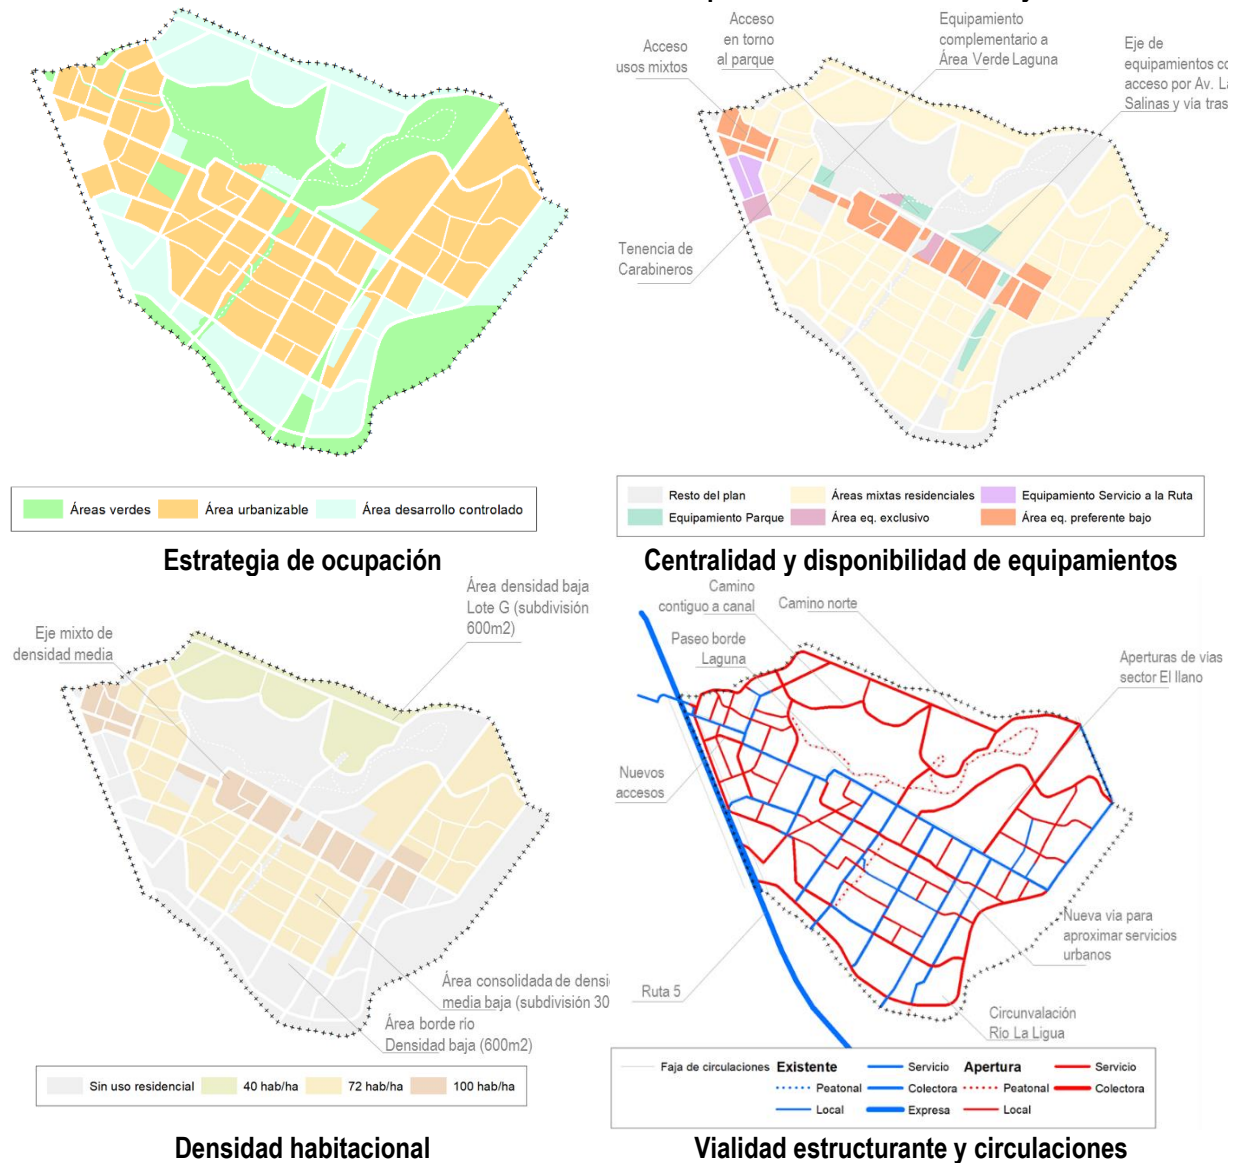 Acceso
en torno
al parque
Equipamiento
complementario a
Área Verde Laguna
Acceso
usos mixtos
Eje de
equipamientos co
acceso por Av. La
Salinas y vía tras
Tenencia de
Carabineros
Áreas verdes
Área urbanizable
Área desarrollo controlado
Resto del plan
Áreas mixtas residenciales
Equipamiento Servicio a la Ruta
Equipamiento Parque
Área eq. exclusivo
Área eq. preferente bajo
Estrategia de ocupación
Centralidad y disponibilidad de equipamientos
Área densidad baja
Lote G (subdivisión
600m2)
Eje mixto de
densidad media
Área consolidada de densi
media baja (subdivisión 30
Área borde río
Densidad baja (600m2)
Sin uso residencial
40 hab/ha
72 hab/ha
100 hab/ha
Camino
contiguo a canal
Camino norte
Paseo borde
Laguna
Aperturas de vías
sector El llano
Nuevos
accesos
Nueva vía para
aproximar servicios
urbanos
Ruta 5
Circunvalación
Río La Ligua
Faja de circulaciones
Existente
Servicio
Apertura
Servicio
Peatonal
Colectora
Peatonal
Colectora
Local
Expresa
Local
Densidad habitacional
Vialidad estructurante y circulaciones